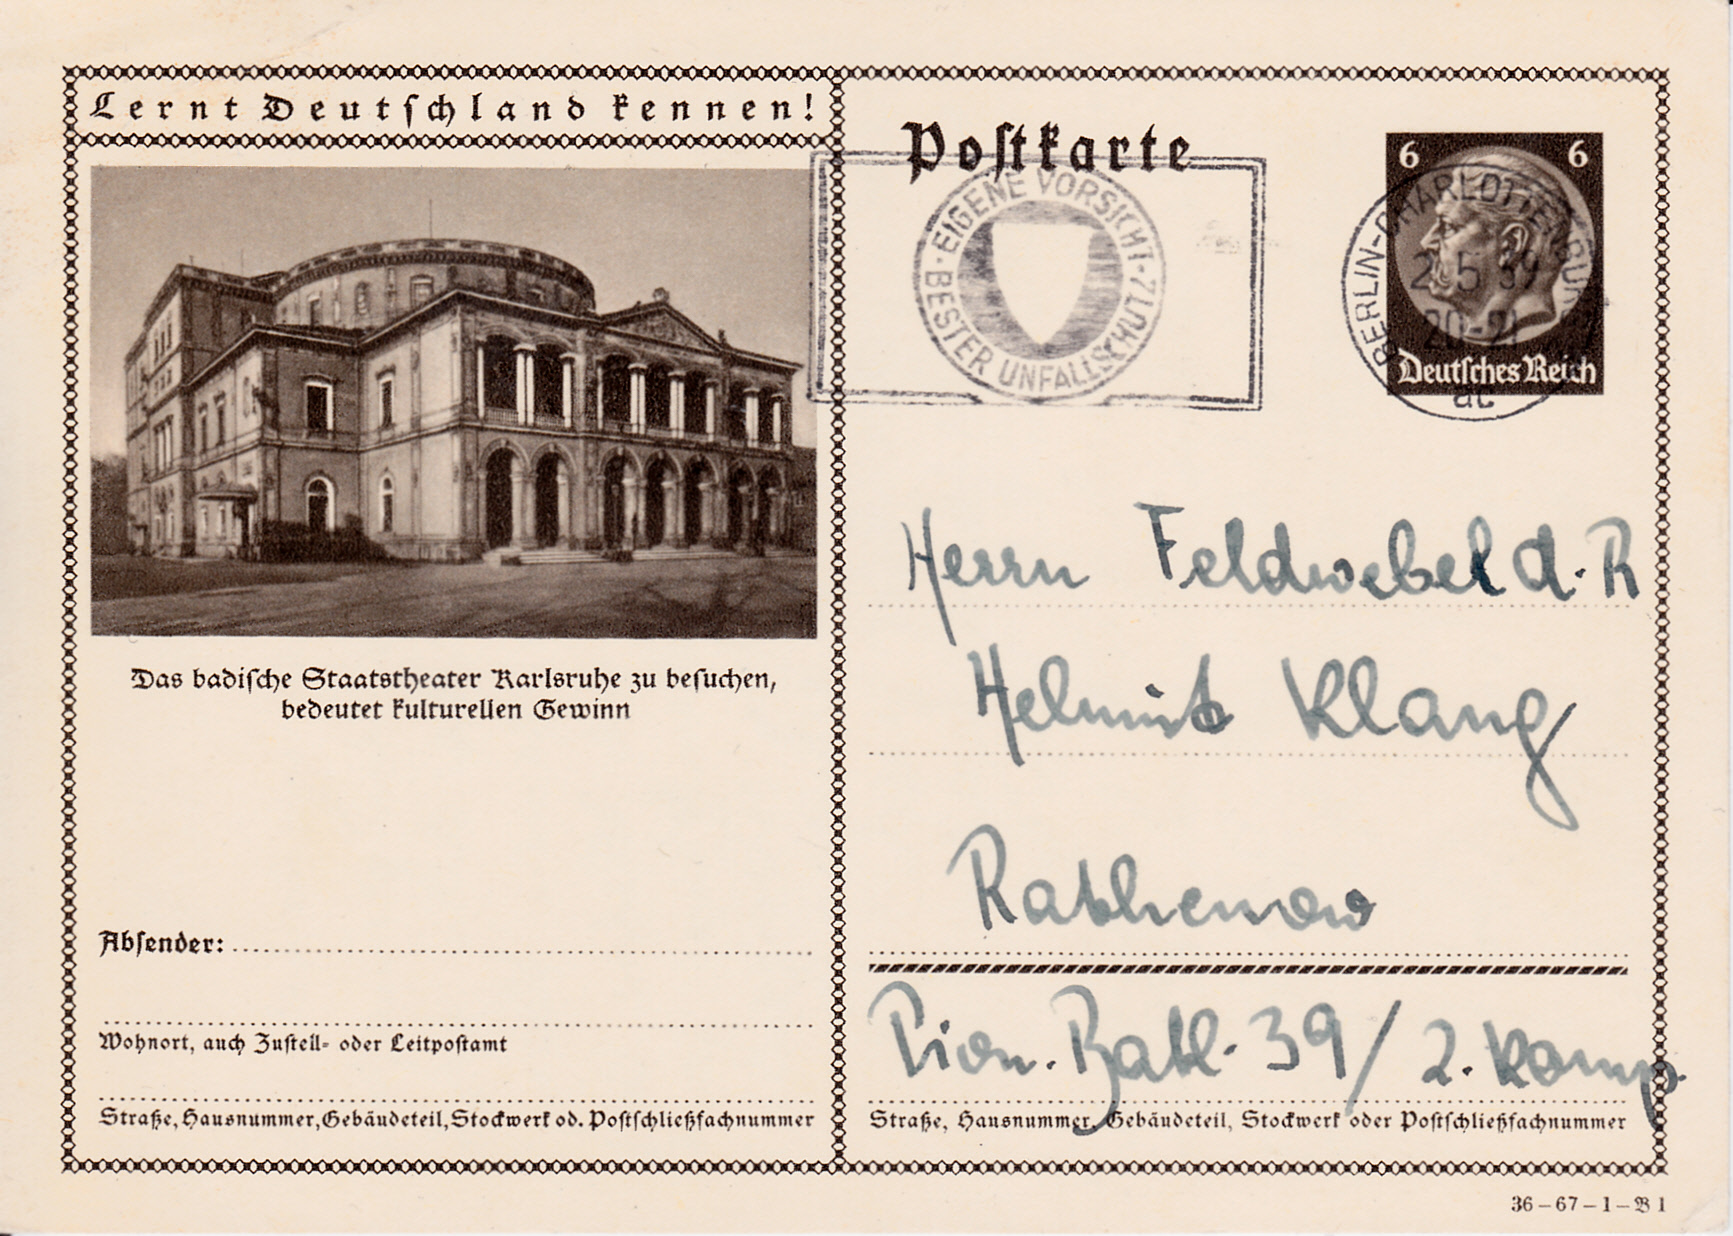 Lernt Deutschland kennen!
Das badische Staatstheater Karlsruhe zu besuchen,
bedeutet kulturellen Gewinn
Absender:
Wohnort, auch Zustell- oder Leitpostamt
Straße, Hausnummer, Gebäudeteil, Stockwerk od. Postschließfachnummer
Postkarte
EIGENE VORSICHT · BESTER UNFALLSCHUTZ ·
6 6
Deutsches Reich
BERLIN-CHARLOTTENBURG
2.5.39
20-21
Herrn Feldwebel d. R
Helmut Klang
Rathenow
Pion. Batl. 39 / 2. Komp.
Straße, Hausnummer, Gebäudeteil, Stockwerk oder Postschließfachnummer
36–67–1–B 1